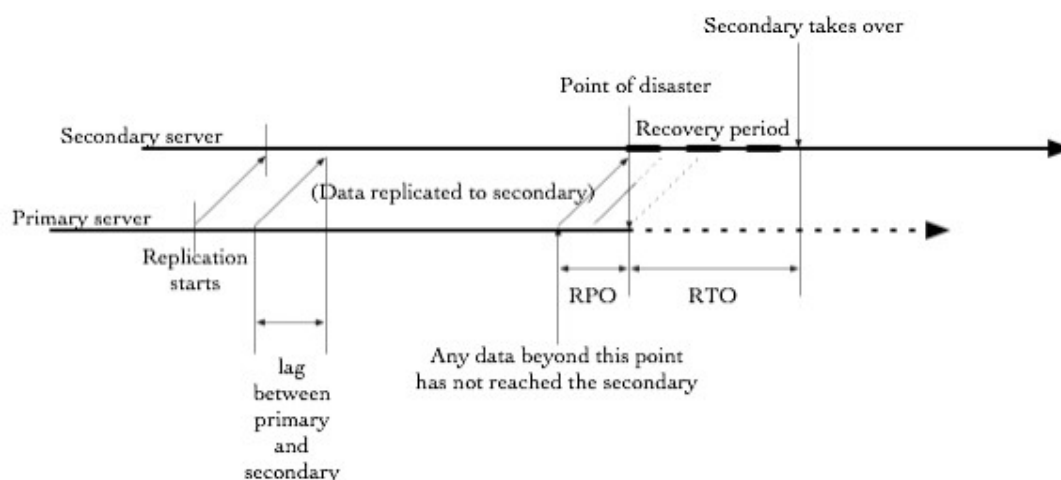 Secondary takes over
Point of disaster
Secondary server
Recovery period
(Data replicated to secondary)
Primary server
Replication
starts
RPO
RTO
lag
between
primary
and
secondary
Any data beyond this point
has not reached the secondary